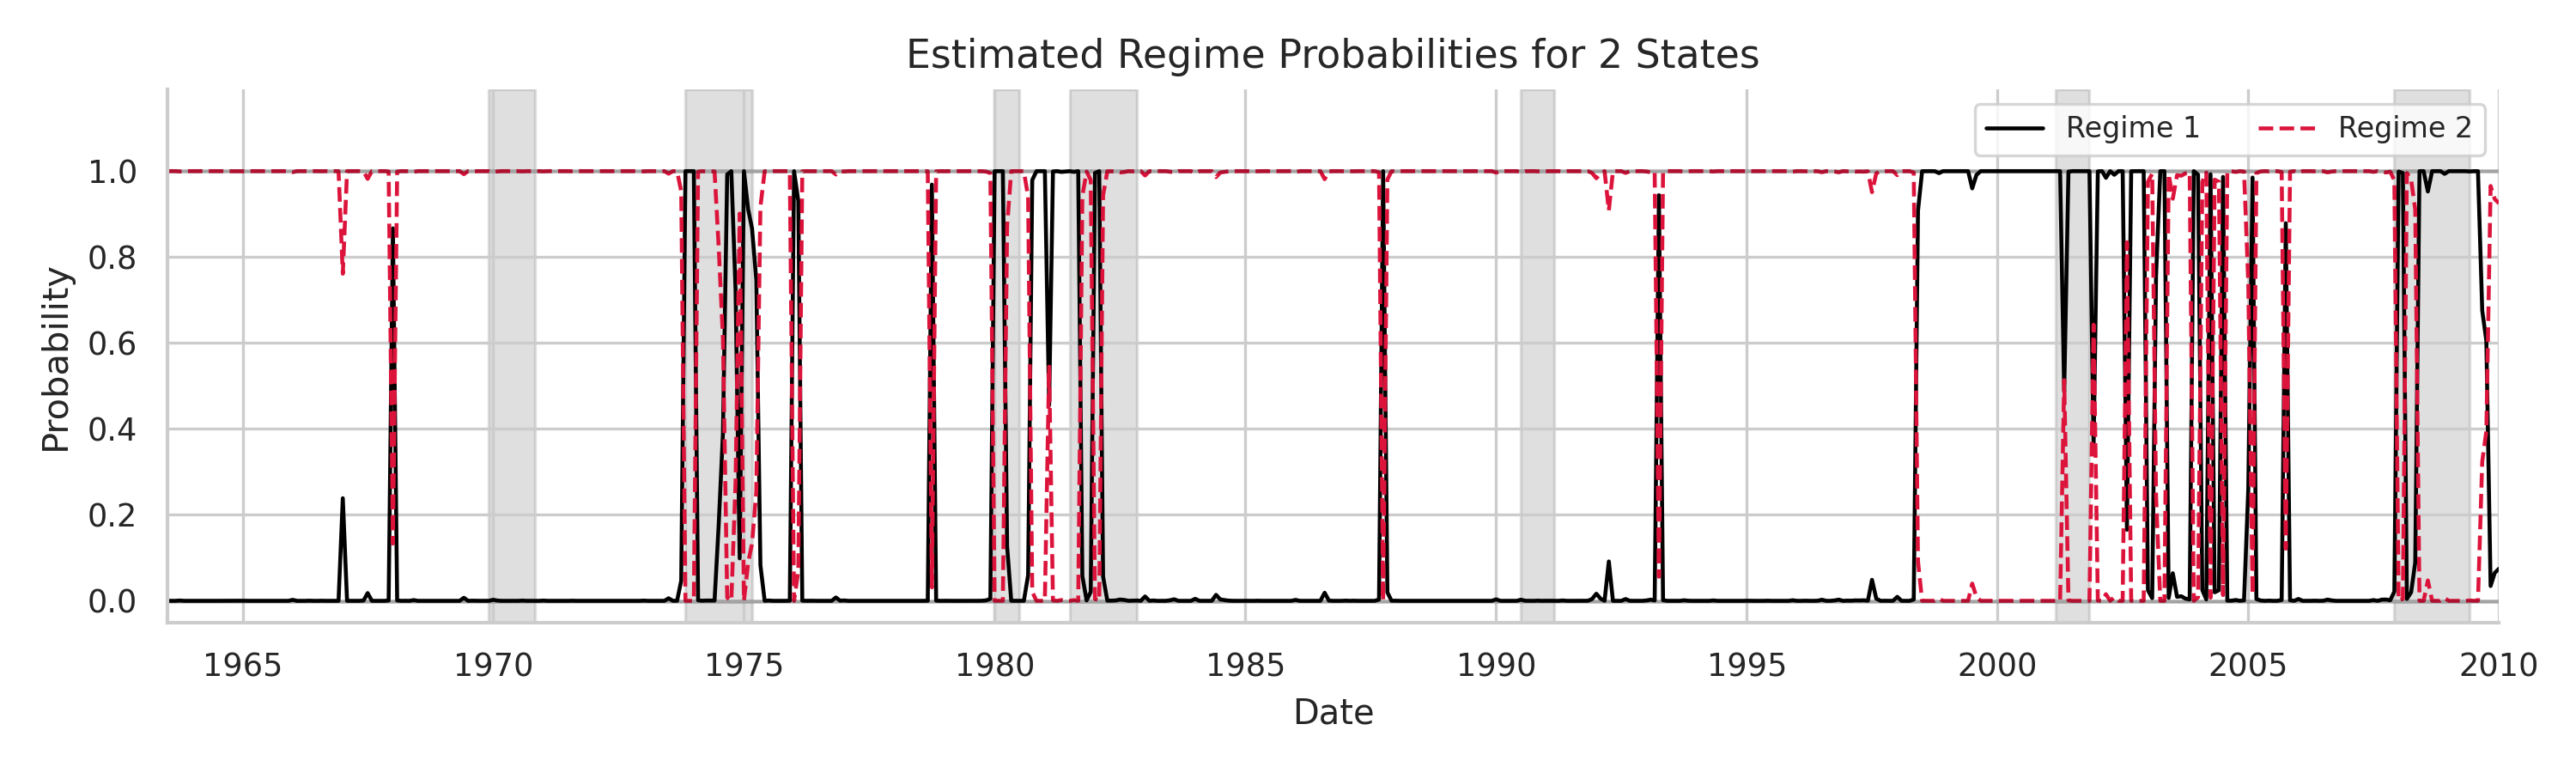 Estimated Regime Probabilities for 2 States
Regime 1
Regime 2
Probability
1.0
0.8
0.6
0.4
0.2
0.0
1965 1970 1975 1980 1985 1990 1995 2000 2005 2010
Date